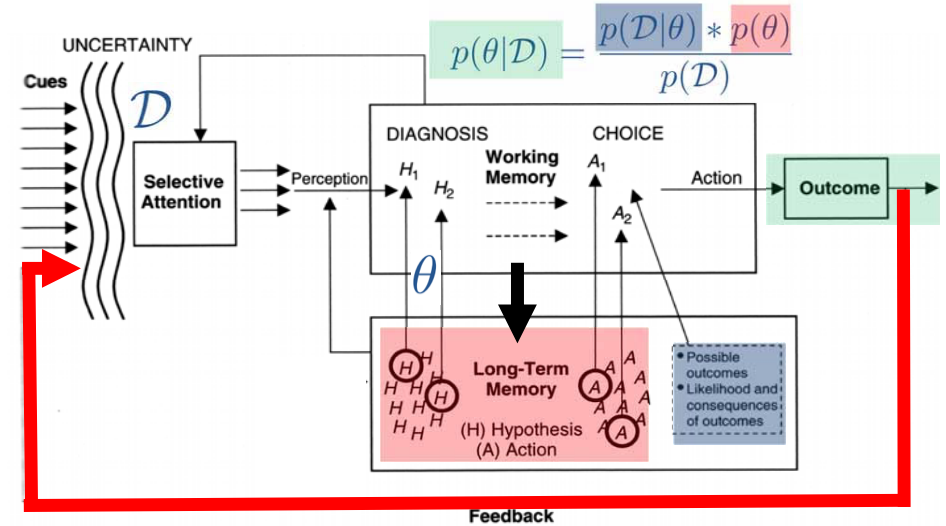 UNCERTAINTY
p(θ|D) = p(D|θ) * p(θ) / p(D)
Cues
D
DIAGNOSIS
CHOICE
Selective
Attention
Perception
H1
H2
Working
Memory
A1
A2
Action
Outcome
θ
H H H H H H H H H H H
Long-Term
Memory
(H) Hypothesis
(A) Action
A A A A A A A A A A A
• Possible
outcomes
• Likelihood and
consequences
of outcomes
Feedback